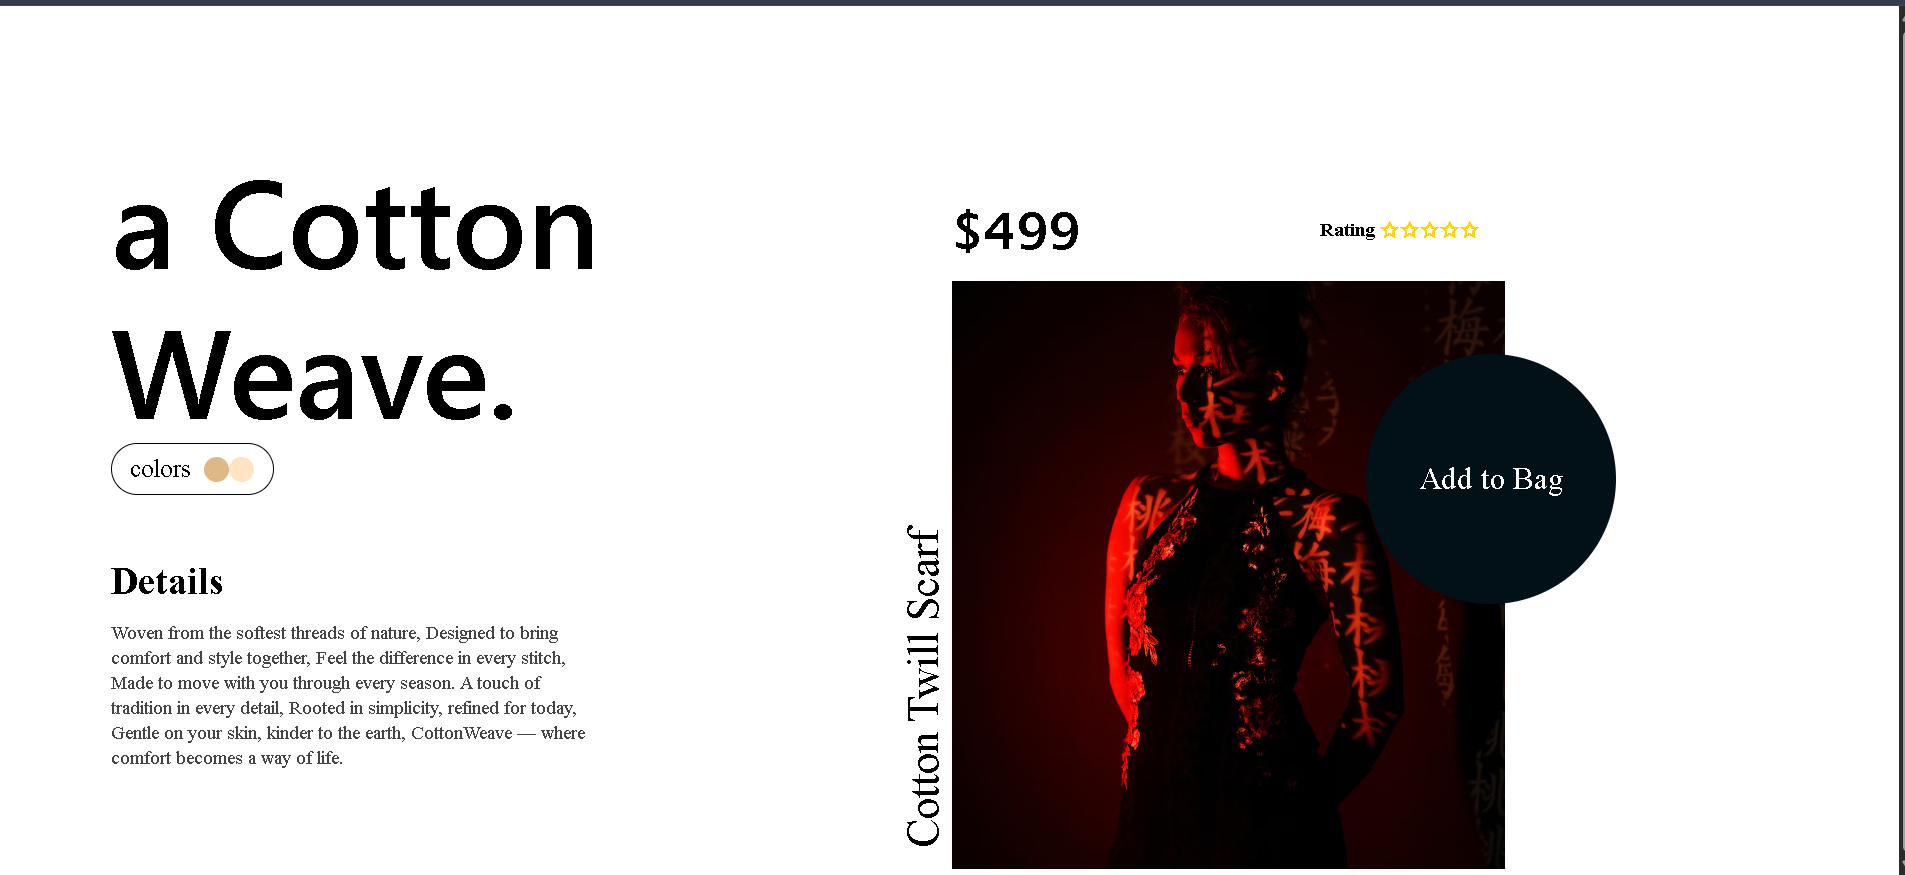 a Cotton
Weave.
colors
Details
Woven from the softest threads of nature, Designed to bring
comfort and style together, Feel the difference in every stitch,
Made to move with you through every season. A touch of
tradition in every detail, Rooted in simplicity, refined for today,
Gentle on your skin, kinder to the earth, CottonWeave — where
comfort becomes a way of life.
$499
Rating ☆☆☆☆☆
Cotton Twill Scarf
Add to Bag
梅
桃
梅